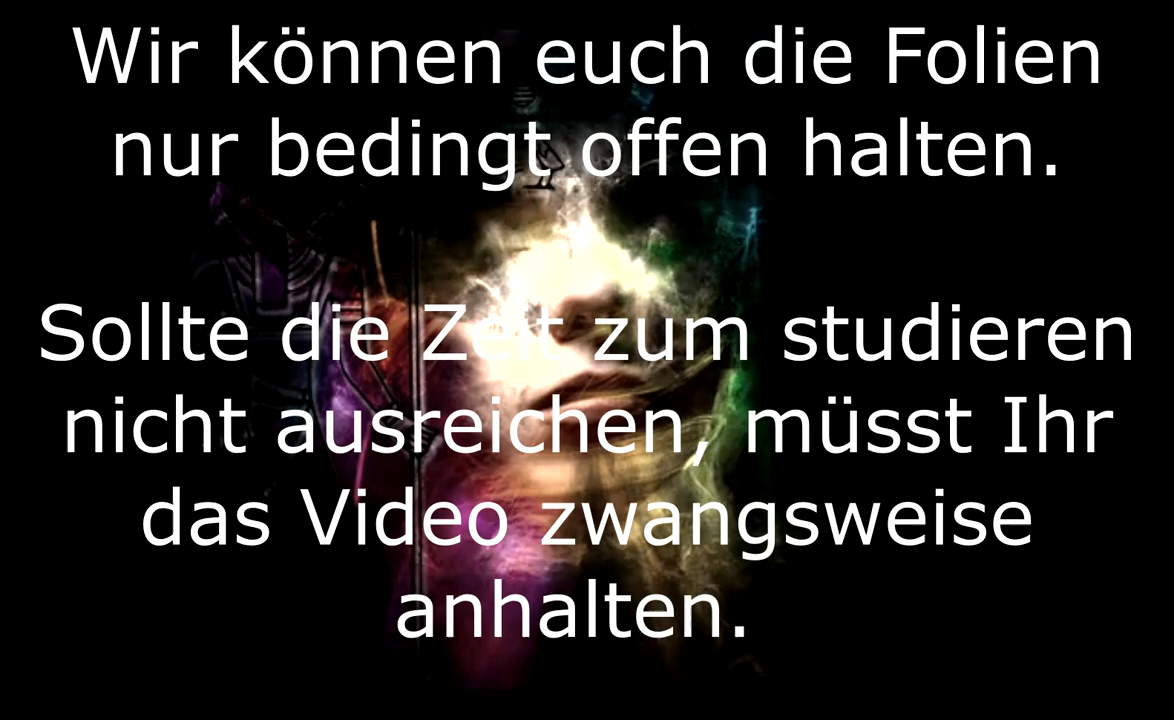 Wir können euch die Folien
nur bedingt offen halten.
Sollte die Zeit zum studieren
nicht ausreichen, müsst Ihr
das Video zwangsweise
anhalten.